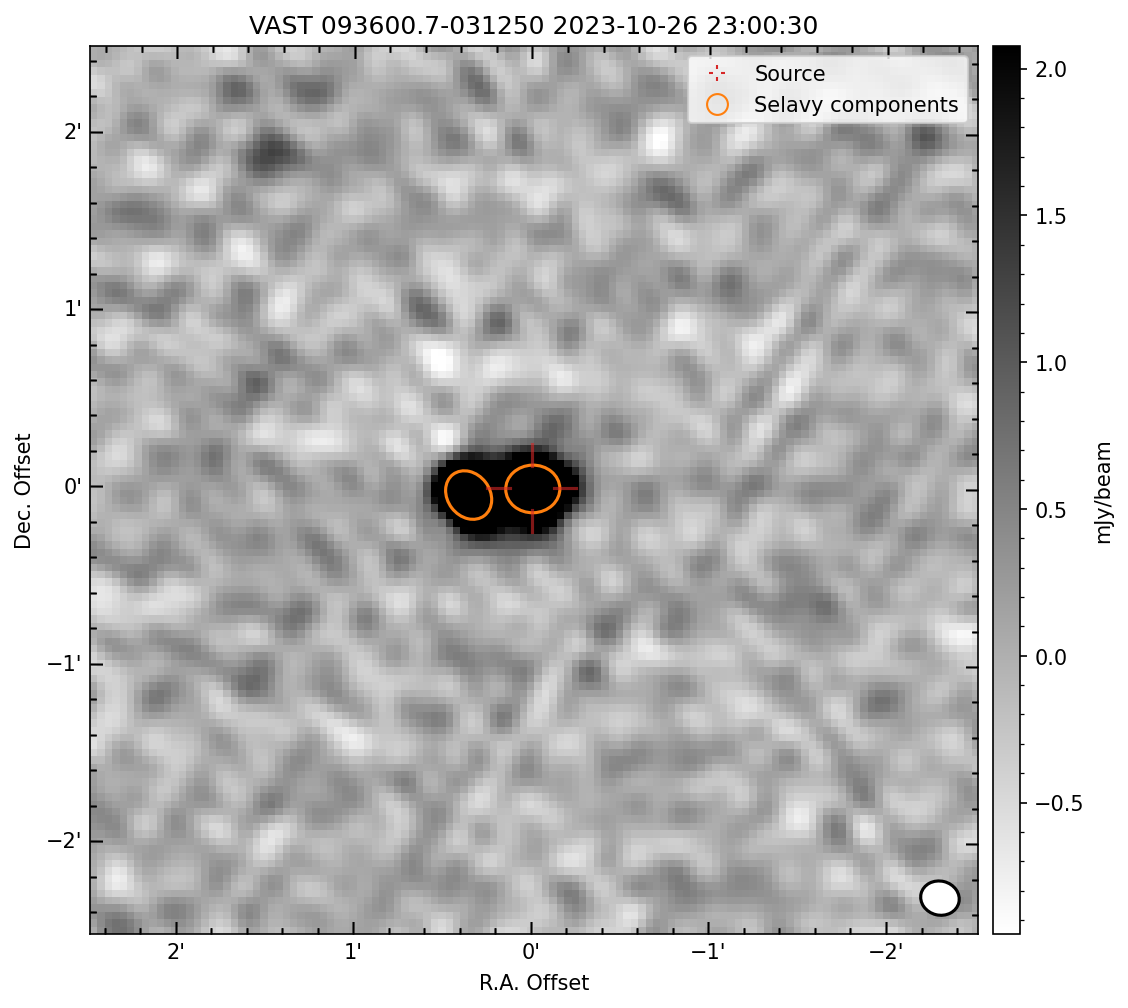 VAST 093600.7-031250 2023-10-26 23:00:30
Source
Selavy components
2'
1'
0'
−1'
−2'
Dec. Offset
2'
1'
0'
−1'
−2'
R.A. Offset
2.0
1.5
1.0
0.5
0.0
−0.5
mJy/beam